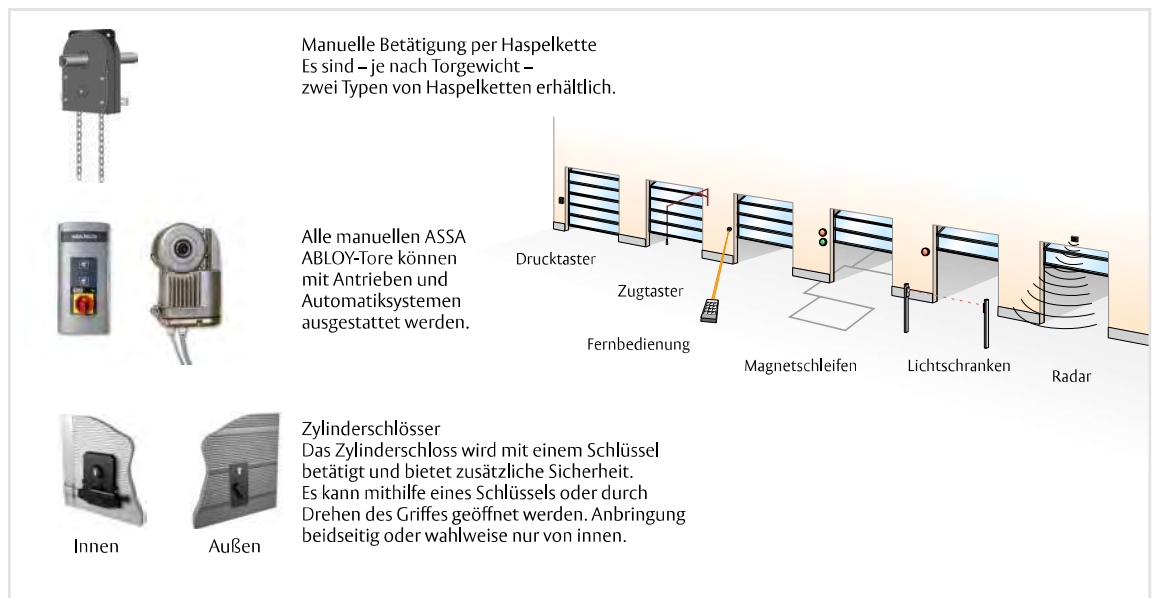 Manuelle Betätigung per Haspelkette
Es sind – je nach Torgewicht –
zwei Typen von Haspelketten erhältlich.
Alle manuellen ASSA
ABLOY-Tore können
mit Antrieben und
Automatiksystemen
ausgestattet werden.
Drucktaster
Zugtaster
Fernbedienung
Magnetschleifen
Lichtschranken
Radar
Zylinderschlösser
Das Zylinderschloss wird mit einem Schlüssel
betätigt und bietet zusätzliche Sicherheit.
Es kann mithilfe eines Schlüssels oder durch
Drehen des Griffes geöffnet werden. Anbringung
beidseitig oder wahlweise nur von innen.
Innen
Außen